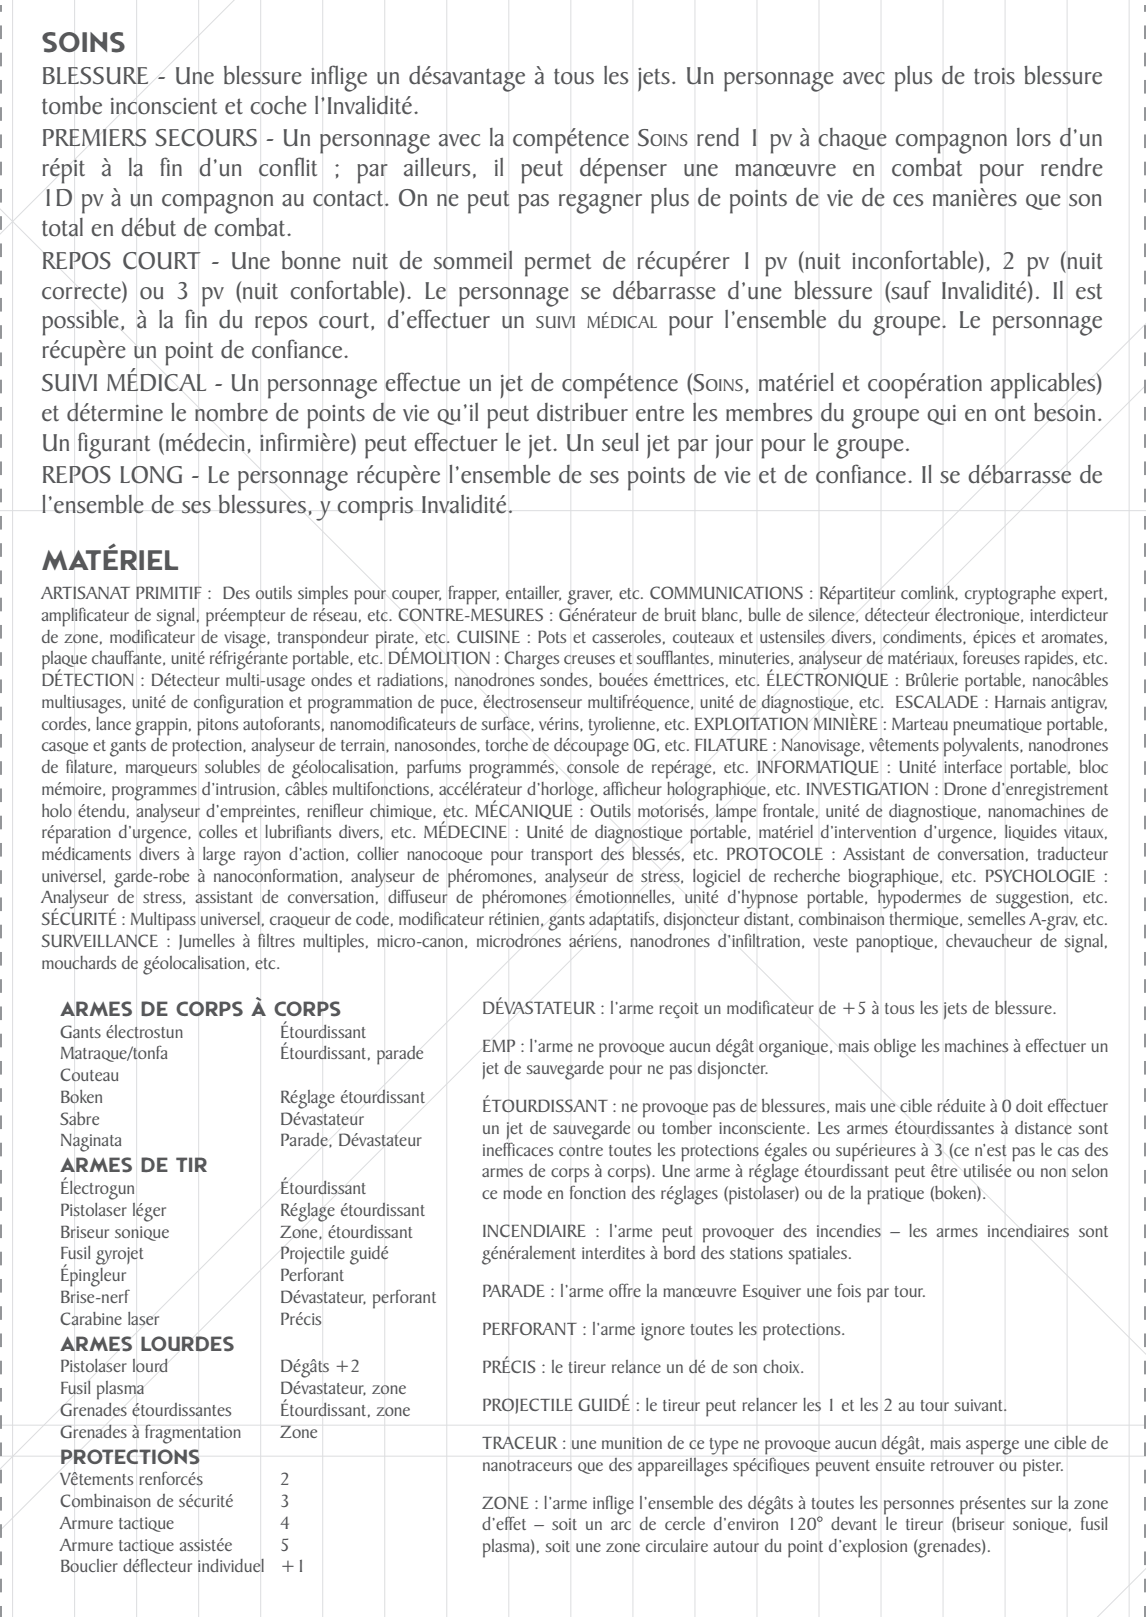 SOINS
BLESSURE - Une blessure inflige un désavantage à tous les jets. Un personnage avec plus de trois blessure
tombe inconscient et coche l'Invalidité.
PREMIERS SECOURS - Un personnage avec la compétence Soins rend 1 pv à chaque compagnon lors d'un
répit à la fin d'un conflit ; par ailleurs, il peut dépenser une manœuvre en combat pour rendre
1D pv à un compagnon au contact. On ne peut pas regagner plus de points de vie de ces manières que son
total en début de combat.
REPOS COURT - Une bonne nuit de sommeil permet de récupérer 1 pv (nuit inconfortable), 2 pv (nuit
correcte) ou 3 pv (nuit confortable). Le personnage se débarrasse d'une blessure (sauf Invalidité). Il est
possible, à la fin du repos court, d'effectuer un suivi médical pour l'ensemble du groupe. Le personnage
récupère un point de confiance.
SUIVI MÉDICAL - Un personnage effectue un jet de compétence (Soins, matériel et coopération applicables)
et détermine le nombre de points de vie qu'il peut distribuer entre les membres du groupe qui en ont besoin.
Un figurant (médecin, infirmière) peut effectuer le jet. Un seul jet par jour pour le groupe.
REPOS LONG - Le personnage récupère l'ensemble de ses points de vie et de confiance. Il se débarrasse de
l'ensemble de ses blessures, y compris Invalidité.
MATÉRIEL
ARTISANAT PRIMITIF : Des outils simples pour couper, frapper, entailler, graver, etc. COMMUNICATIONS : Répartiteur comlink, cryptographe expert,
amplificateur de signal, préempteur de réseau, etc. CONTRE-MESURES : Générateur de bruit blanc, bulle de silence, détecteur électronique, interdicteur
de zone, modificateur de visage, transpondeur pirate, etc. CUISINE : Pots et casseroles, couteaux et ustensiles divers, condiments, épices et aromates,
plaque chauffante, unité réfrigérante portable, etc. DÉMOLITION : Charges creuses et soufflantes, minuteries, analyseur de matériaux, foreuses rapides, etc.
DÉTECTION : Détecteur multi-usage ondes et radiations, nanodrones sondes, bouées émettrices, etc. ÉLECTRONIQUE : Brûlerie portable, nanocâbles
multiusages, unité de configuration et programmation de puce, électrosenseur multifréquence, unité de diagnostique, etc. ESCALADE : Harnais antigrav,
cordes, lance grappin, pitons autoforants, nanomodificateurs de surface, vérins, tyrolienne, etc. EXPLOITATION MINIÈRE : Marteau pneumatique portable,
casque et gants de protection, analyseur de terrain, nanosondes, torche de découpage 0G, etc. FILATURE : Nanovisage, vêtements polyvalents, nanodrones
de filature, marqueurs solubles de géolocalisation, parfums programmés, console de repérage, etc. INFORMATIQUE : Unité interface portable, bloc
mémoire, programmes d'intrusion, câbles multifonctions, accélérateur d'horloge, afficheur holographique, etc. INVESTIGATION : Drone d'enregistrement
holo étendu, analyseur d'empreintes, renifleur chimique, etc. MÉCANIQUE : Outils motorisés, lampe frontale, unité de diagnostique, nanomachines de
réparation d'urgence, colles et lubrifiants divers, etc. MÉDECINE : Unité de diagnostique portable, matériel d'intervention d'urgence, liquides vitaux,
médicaments divers à large rayon d'action, collier nanocoque pour transport des blessés, etc. PROTOCOLE : Assistant de conversation, traducteur
universel, garde-robe à nanoconformation, analyseur de phéromones, analyseur de stress, logiciel de recherche biographique, etc. PSYCHOLOGIE :
Analyseur de stress, assistant de conversation, diffuseur de phéromones émotionnelles, unité d'hypnose portable, hypodermes de suggestion, etc.
SÉCURITÉ : Multipass universel, craqueur de code, modificateur rétinien, gants adaptatifs, disjoncteur distant, combinaison thermique, semelles A-grav, etc.
SURVEILLANCE : Jumelles à filtres multiples, micro-canon, microdrones aériens, nanodrones d'infiltration, veste panoptique, chevaucheur de signal,
mouchards de géolocalisation, etc.
ARMES DE CORPS À CORPS
Gants électrostun Étourdissant
Matraque/tonfa Étourdissant, parade
Couteau
Boken Réglage étourdissant
Sabre Dévastateur
Naginata Parade, Dévastateur
ARMES DE TIR
Électrogun Étourdissant
Pistolaser léger Réglage étourdissant
Briseur sonique Zone, étourdissant
Fusil gyrojet Projectile guidé
Épingleur Perforant
Brise-nerf Dévastateur, perforant
Carabine laser Précis
ARMES LOURDES
Pistolaser lourd Dégâts +2
Fusil plasma Dévastateur, zone
Grenades étourdissantes Étourdissant, zone
Grenades à fragmentation Zone
PROTECTIONS
Vêtements renforcés 2
Combinaison de sécurité 3
Armure tactique 4
Armure tactique assistée 5
Bouclier déflecteur individuel +1
DÉVASTATEUR : l'arme reçoit un modificateur de +5 à tous les jets de blessure.
EMP : l'arme ne provoque aucun dégât organique, mais oblige les machines à effectuer un
jet de sauvegarde pour ne pas disjoncter.
ÉTOURDISSANT : ne provoque pas de blessures, mais une cible réduite à 0 doit effectuer
un jet de sauvegarde ou tomber inconsciente. Les armes étourdissantes à distance sont
inefficaces contre toutes les protections égales ou supérieures à 3 (ce n'est pas le cas des
armes de corps à corps). Une arme à réglage étourdissant peut être utilisée ou non selon
ce mode en fonction des réglages (pistolaser) ou de la pratique (boken).
INCENDIAIRE : l'arme peut provoquer des incendies – les armes incendiaires sont
généralement interdites à bord des stations spatiales.
PARADE : l'arme offre la manœuvre Esquiver une fois par tour.
PERFORANT : l'arme ignore toutes les protections.
PRÉCIS : le tireur relance un dé de son choix.
PROJECTILE GUIDÉ : le tireur peut relancer les 1 et les 2 au tour suivant.
TRACEUR : une munition de ce type ne provoque aucun dégât, mais asperge une cible de
nanotraceurs que des appareillages spécifiques peuvent ensuite retrouver ou pister.
ZONE : l'arme inflige l'ensemble des dégâts à toutes les personnes présentes sur la zone
d'effet – soit un arc de cercle d'environ 120° devant le tireur (briseur sonique, fusil
plasma), soit une zone circulaire autour du point d'explosion (grenades).